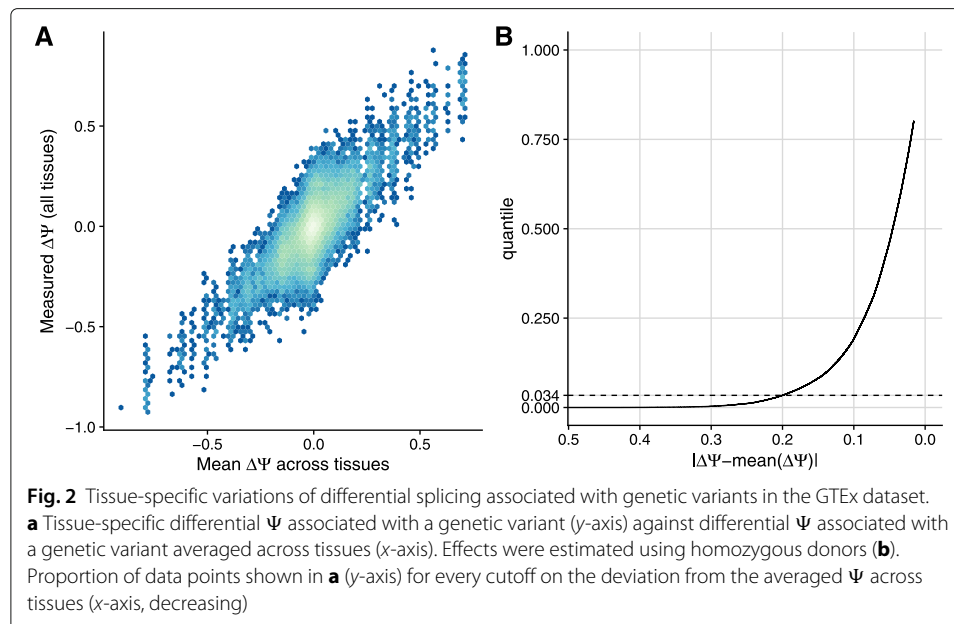 A
Measured ΔΨ (all tissues)
0.5
0.0
−0.5
−1.0
−0.5
0.0
0.5
Mean ΔΨ across tissues
B
quantile
1.000
0.750
0.500
0.250
0.034
0.000
0.5
0.4
0.3
0.2
0.1
0.0
|ΔΨ−mean(ΔΨ)|
Fig. 2 Tissue-specific variations of differential splicing associated with genetic variants in the GTEx dataset.
a Tissue-specific differential Ψ associated with a genetic variant (y-axis) against differential Ψ associated with
a genetic variant averaged across tissues (x-axis). Effects were estimated using homozygous donors (b).
Proportion of data points shown in a (y-axis) for every cutoff on the deviation from the averaged Ψ across
tissues (x-axis, decreasing)